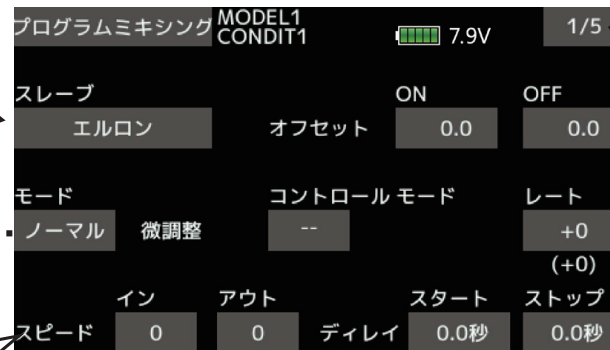 プログラムミキシング MODEL1 7.9V 1/5
CONDIT1
スレーブ ON OFF
エルロン オフセット 0.0 0.0
モード コントロール モード レート
ノーマル 微調整 -- +0
(+0)
イン アウト スタート ストップ
スピード 0 0 ディレイ 0.0秒 0.0秒